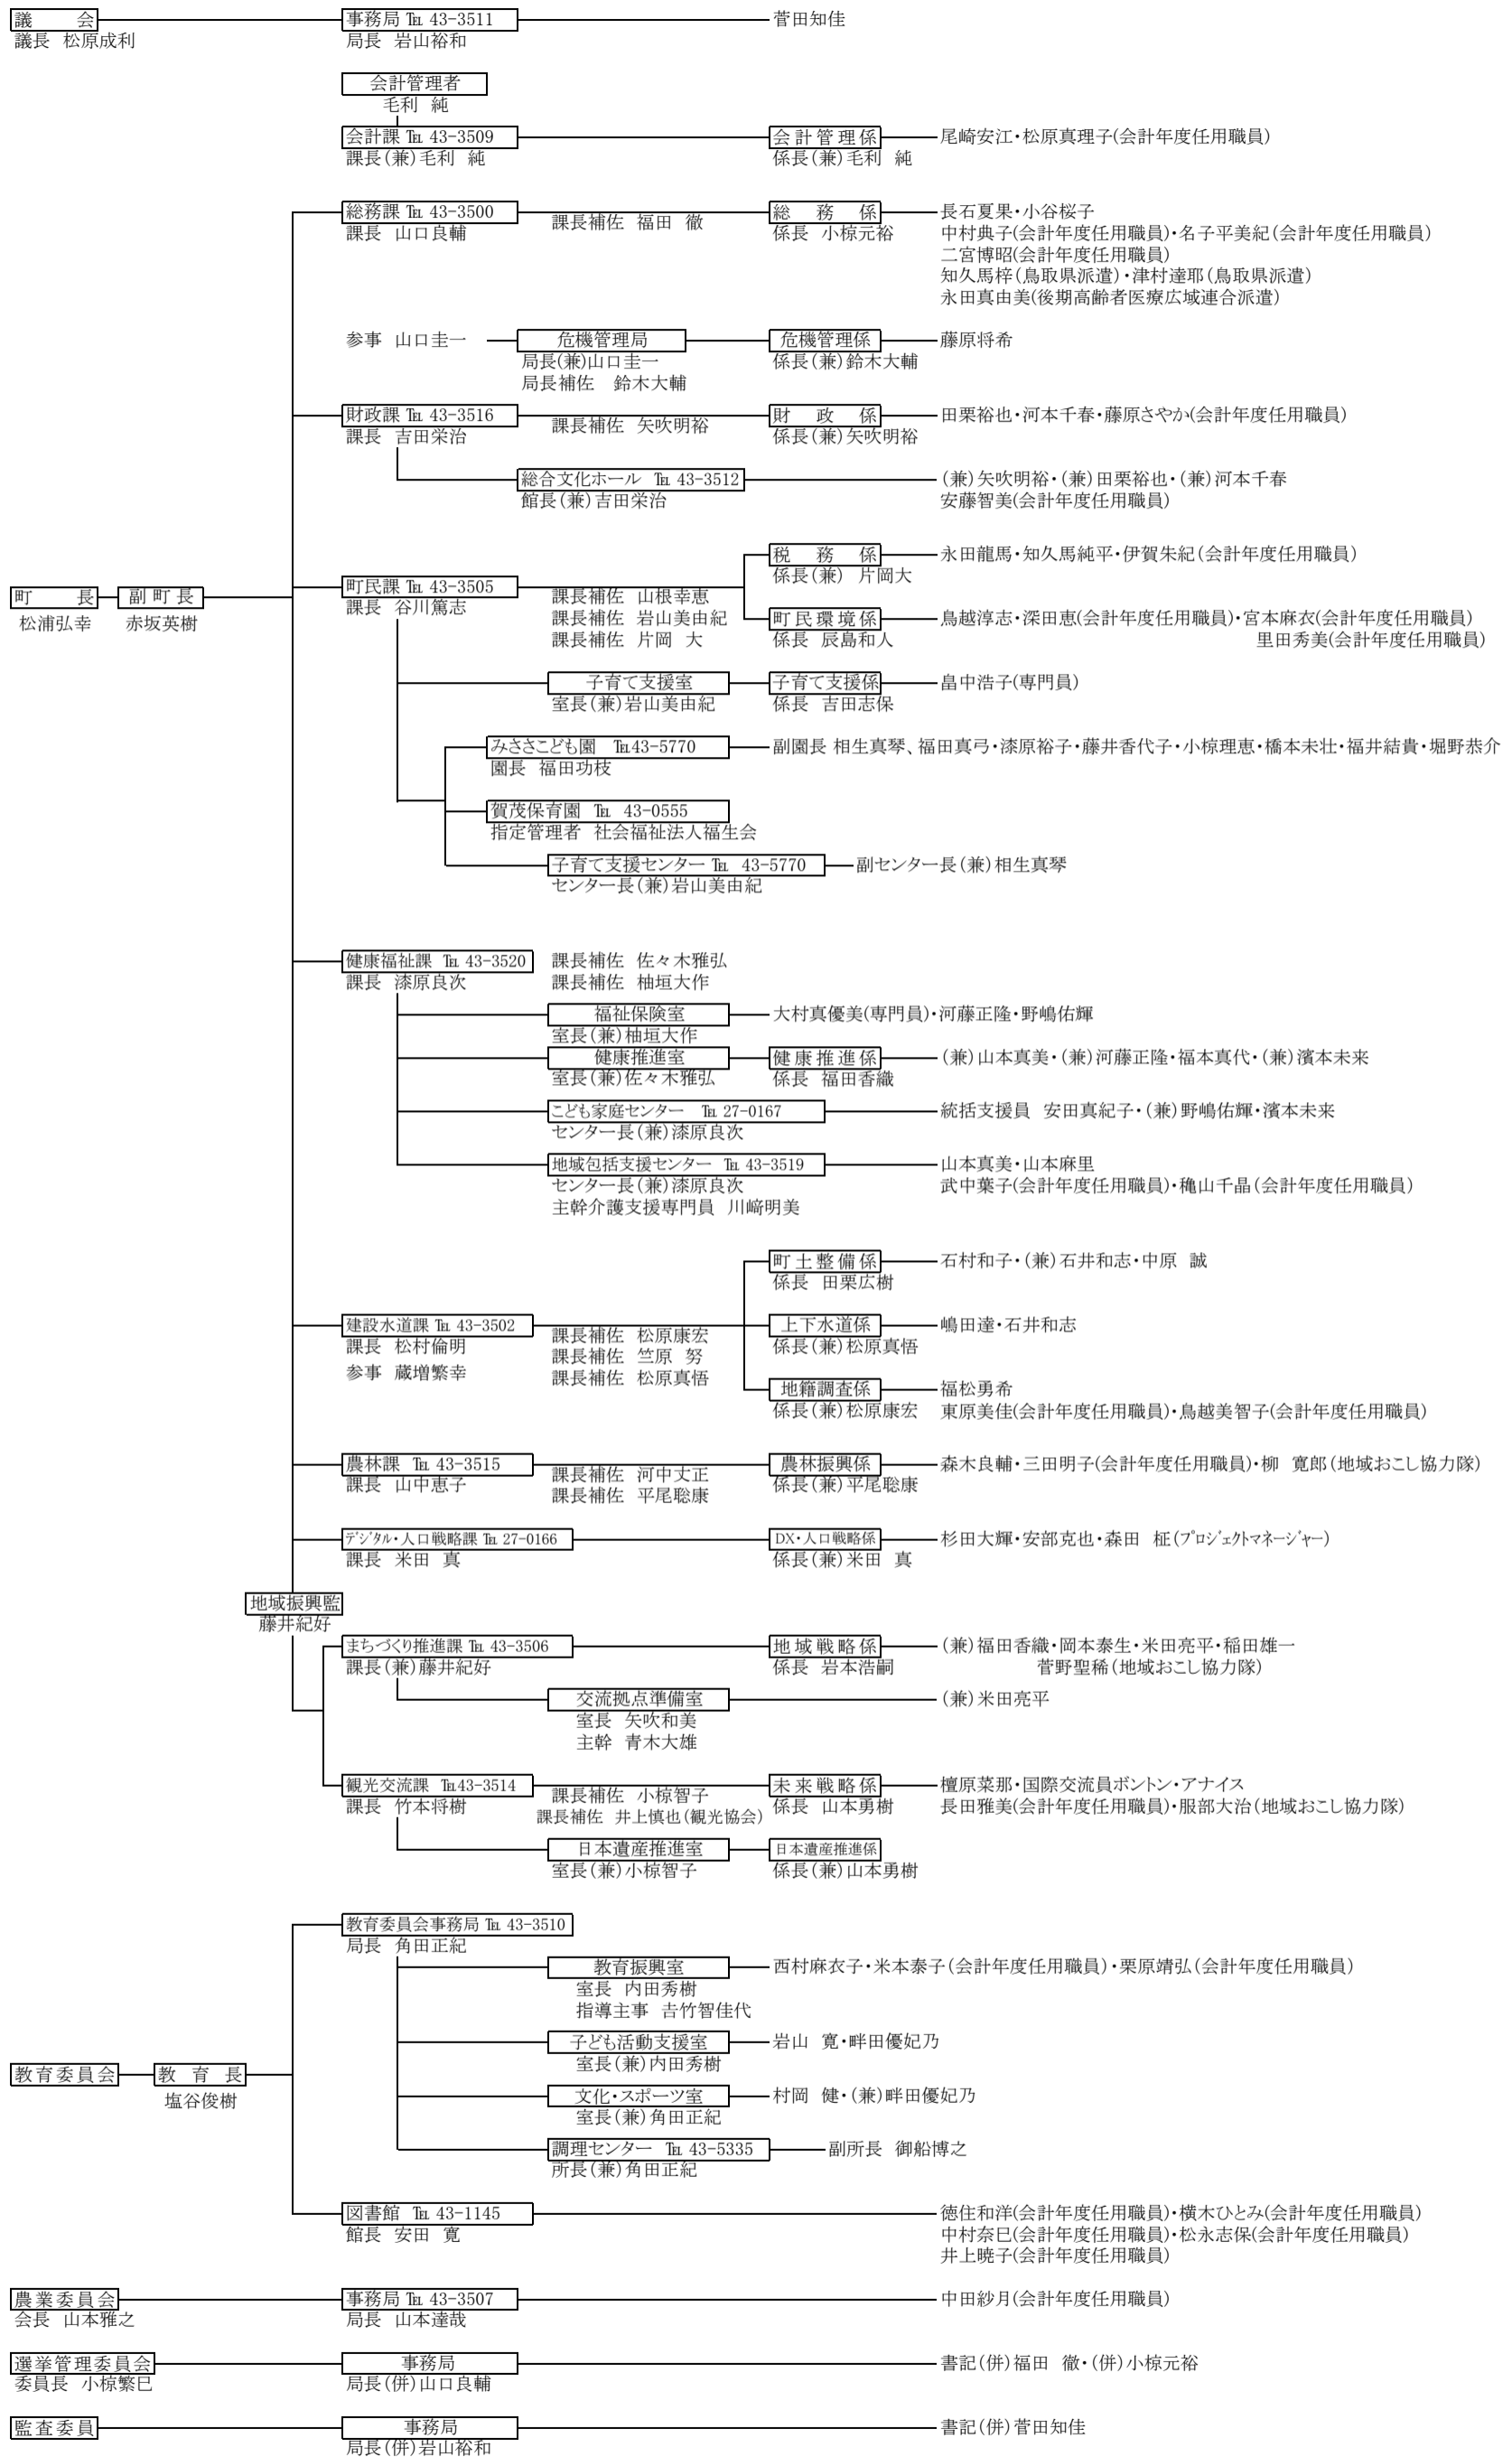 議　会　事務局 ℡ 43-3511　菅田知佳
議長　松原成利　局長　岩山裕和
会計管理者
毛利　純
会計課 ℡ 43-3509　会計管理係　尾崎安江・松原真理子(会計年度任用職員)
課長(兼)毛利　純　係長(兼)毛利　純
総務課 ℡ 43-3500　課長補佐　福田　徹　総　務　係　長石夏果・小谷桜子
課長　山口良輔　係長　小椋元裕　中村典子(会計年度任用職員)・名子平美紀(会計年度任用職員)
二宮博昭(会計年度任用職員)
知久馬梓(鳥取県派遣)・津村達耶(鳥取県派遣)
永田真由美(後期高齢者医療広域連合派遣)
参事　山口圭一　危機管理局　危機管理係　藤原将希
局長(兼)山口圭一　係長(兼)鈴木大輔
局長補佐　鈴木大輔
財政課 ℡ 43-3516　課長補佐　矢吹明裕　財　政　係　田栗裕也・河本千春・藤原さやか(会計年度任用職員)
課長　吉田栄治　係長(兼)矢吹明裕
総合文化ホール　℡ 43-3512　(兼)矢吹明裕・(兼)田栗裕也・(兼)河本千春
館長(兼)吉田栄治　安藤智美(会計年度任用職員)
税　務　係　永田龍馬・知久馬純平・伊賀朱紀(会計年度任用職員)
係長(兼)　片岡大
町　長　副 町 長　町民課 ℡ 43-3505　課長補佐　山根幸恵
松浦弘幸　赤坂英樹　課長　谷川篤志　課長補佐　岩山美由紀　町民環境係　鳥越淳志・深田恵(会計年度任用職員)・宮本麻衣(会計年度任用職員)
課長補佐　片岡　大　係長　辰島和人　里田秀美(会計年度任用職員)
子育て支援室　子育て支援係　畠中浩子(専門員)
室長(兼)岩山美由紀　係長　吉田志保
みささこども園　℡43-5770　副園長 相生真琴、福田真弓・漆原裕子・藤井香代子・小椋理恵・橋本未壮・福井結貴・堀野恭介
園長　福田功枝
賀茂保育園　℡　43-0555
指定管理者　社会福祉法人福生会
子育て支援センター ℡　43-5770　副センター長(兼)相生真琴
センター長(兼)岩山美由紀
健康福祉課　℡ 43-3520　課長補佐　佐々木雅弘
課長　漆原良次　課長補佐　柚垣大作
福祉保険室　大村真優美(専門員)・河藤正隆・野嶋佑輝
室長(兼)柚垣大作
健康推進室　健康推進係　(兼)山本真美・(兼)河藤正隆・福本真代・(兼)濱本未来
室長(兼)佐々木雅弘　係長　福田香織
こども家庭センター　℡ 27-0167　統括支援員　安田真紀子・(兼)野嶋佑輝・濱本未来
センター長(兼)漆原良次
地域包括支援センター　℡ 43-3519　山本真美・山本麻里
センター長(兼)漆原良次　武中葉子(会計年度任用職員)・穐山千晶(会計年度任用職員)
主幹介護支援専門員　川﨑明美
町土整備係　石村和子・(兼)石井和志・中原　誠
係長　田栗広樹
建設水道課 ℡ 43-3502　課長補佐　松原康宏　上下水道係　嶋田達・石井和志
課長　松村倫明　課長補佐　竺原　努　係長(兼)松原真悟
参事　蔵増繁幸　課長補佐　松原真悟
地籍調査係　福松勇希
係長(兼)松原康宏　東原美佳(会計年度任用職員)・鳥越美智子(会計年度任用職員)
農林課　℡ 43-3515　課長補佐　河中丈正　農林振興係　森木良輔・三田明子(会計年度任用職員)・柳　寛郎(地域おこし協力隊)
課長　山中恵子　課長補佐　平尾聡康　係長(兼)平尾聡康
ﾃﾞｼﾞﾀﾙ・人口戦略課 ℡ 27-0166　DX・人口戦略係　杉田大輝・安部克也・森田　柾(ﾌﾟﾛｼﾞｪｸﾄﾏﾈｰｼﾞｬｰ)
課長　米田　真　係長(兼)米田　真
地域振興監
藤井紀好
まちづくり推進課 ℡ 43-3506　地域戦略係　(兼)福田香織・岡本泰生・米田亮平・稲田雄一
課長(兼)藤井紀好　係長　岩本浩嗣　菅野聖稀(地域おこし協力隊)
交流拠点準備室　(兼)米田亮平
室長　矢吹和美
主幹　青木大雄
観光交流課　℡43-3514　課長補佐　小椋智子　未来戦略係　檀原菜那・国際交流員ボントン・アナイス
課長　竹本将樹　課長補佐　井上慎也(観光協会)　係長　山本勇樹　長田雅美(会計年度任用職員)・服部大治(地域おこし協力隊)
日本遺産推進室　日本遺産推進係
室長(兼)小椋智子　係長(兼)山本勇樹
教育委員会事務局 ℡ 43-3510
局長　角田正紀
教育振興室　西村麻衣子・米本泰子(会計年度任用職員)・栗原靖弘(会計年度任用職員)
室長　内田秀樹
指導主事　𠮷竹智佳代
子ども活動支援室　岩山　寛・畔田優妃乃
室長(兼)内田秀樹
教育委員会　教　育　長　文化・スポーツ室　村岡　健・(兼)畔田優妃乃
塩谷俊樹　室長(兼)角田正紀
調理センター　℡ 43-5335　副所長　御船博之
所長(兼)角田正紀
図書館　℡ 43-1145　徳住和洋(会計年度任用職員)・横木ひとみ(会計年度任用職員)
館長　安田　寛　中村奈巳(会計年度任用職員)・松永志保(会計年度任用職員)
井上暁子(会計年度任用職員)
農業委員会　事務局 ℡ 43-3507　中田紗月(会計年度任用職員)
会長　山本雅之　局長　山本達哉
選挙管理委員会　事務局　書記(併)福田　徹・(併)小椋元裕
委員長　小椋繁巳　局長(併)山口良輔
監査委員　事務局　書記(併)菅田知佳
局長(併)岩山裕和